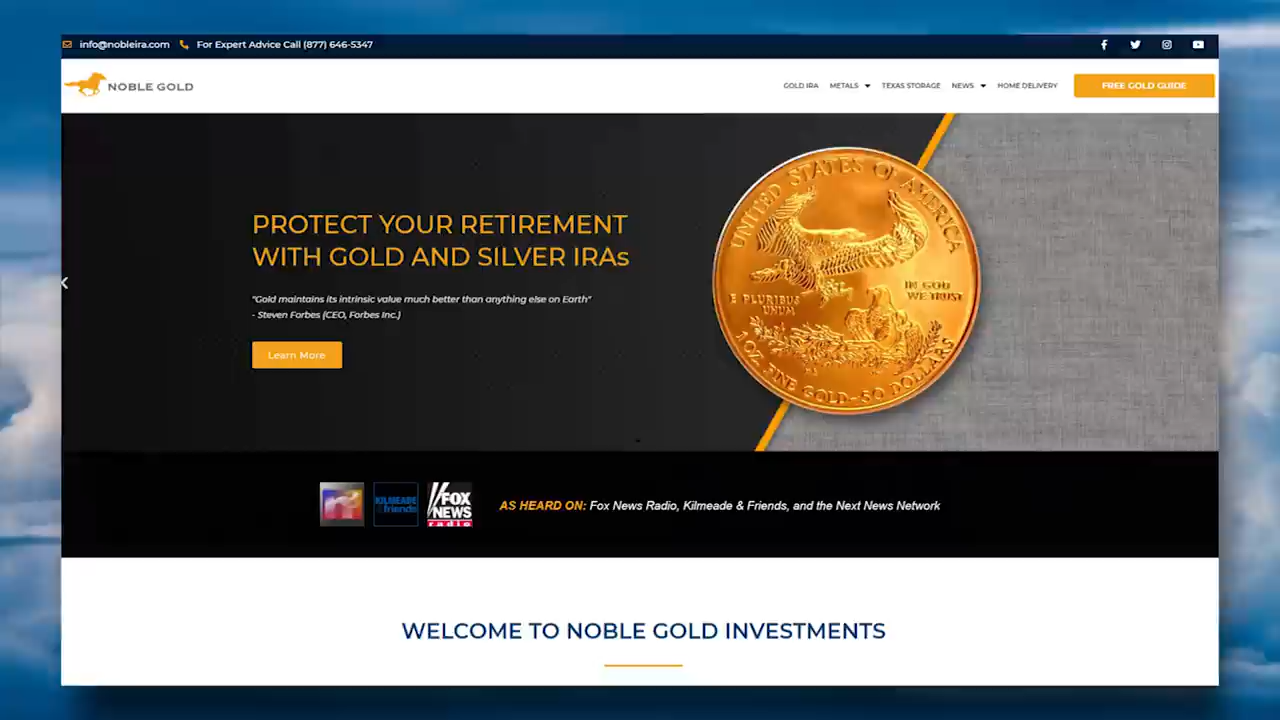 info@nobleira.com For Expert Advice Call (877) 646-5347
NOBLE GOLD
GOLD IRA METALS TEXAS STORAGE NEWS HOME DELIVERY FREE GOLD GUIDE
PROTECT YOUR RETIREMENT
WITH GOLD AND SILVER IRAs
"Gold maintains its intrinsic value much better than anything else on Earth"
- Steven Forbes (CEO, Forbes Inc.)
Learn More
UNITED STATES OF AMERICA
IN GOD
WE TRUST
E PLURIBUS
UNUM
1 OZ. FINE GOLD~50 DOLLARS
KILMEADE
&friends
FOX
NEWS
radio
AS HEARD ON: Fox News Radio, Kilmeade & Friends, and the Next News Network
WELCOME TO NOBLE GOLD INVESTMENTS